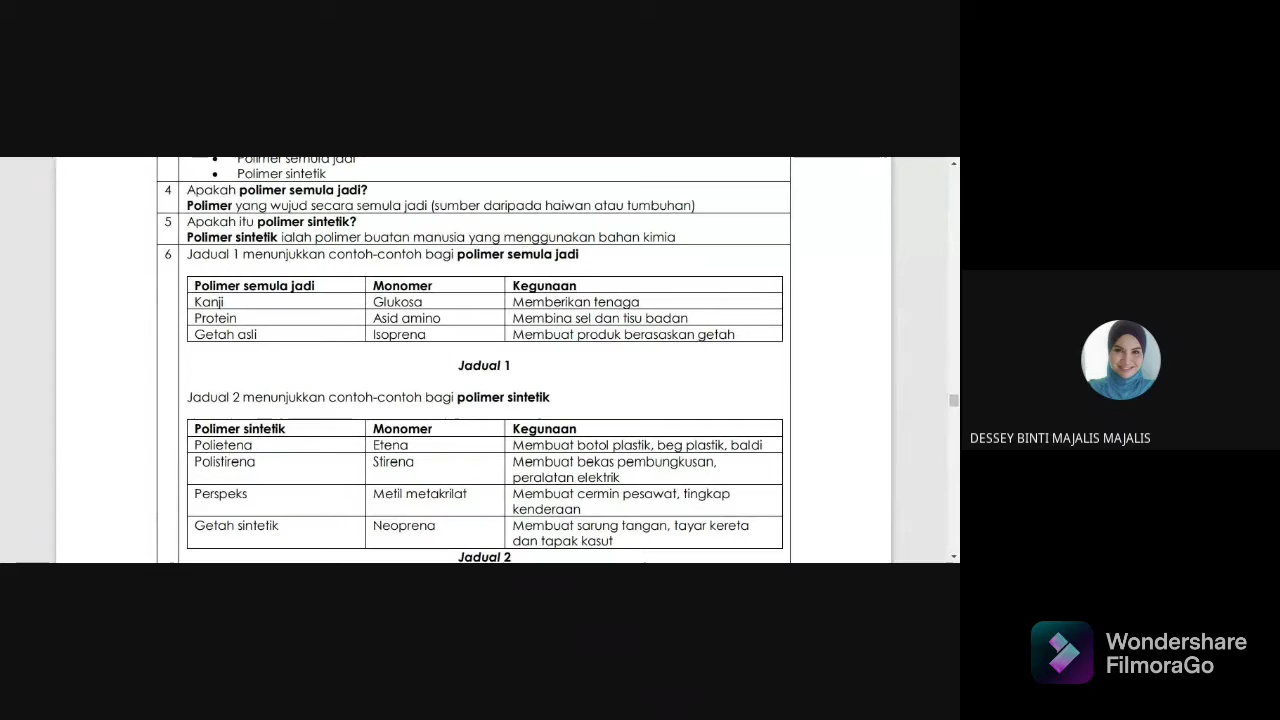 • Polimer semula jadi
• Polimer sintetik
4 Apakah polimer semula jadi?
Polimer yang wujud secara semula jadi (sumber daripada haiwan atau tumbuhan)
5 Apakah itu polimer sintetik?
Polimer sintetik ialah polimer buatan manusia yang menggunakan bahan kimia
6 Jadual 1 menunjukkan contoh-contoh bagi polimer semula jadi
Polimer semula jadi Monomer Kegunaan
Kanji Glukosa Memberikan tenaga
Protein Asid amino Membina sel dan tisu badan
Getah asli Isoprena Membuat produk berasaskan getah
Jadual 1
Jadual 2 menunjukkan contoh-contoh bagi polimer sintetik
Polimer sintetik Monomer Kegunaan
Polietena Etena Membuat botol plastik, beg plastik, baldi
Polistirena Stirena Membuat bekas pembungkusan,
peralatan elektrik
Perspeks Metil metakrilat Membuat cermin pesawat, tingkap
kenderaan
Getah sintetik Neoprena Membuat sarung tangan, tayar kereta
dan tapak kasut
Jadual 2
DESSEY BINTI MAJALIS MAJALIS
Wondershare
FilmoraGo